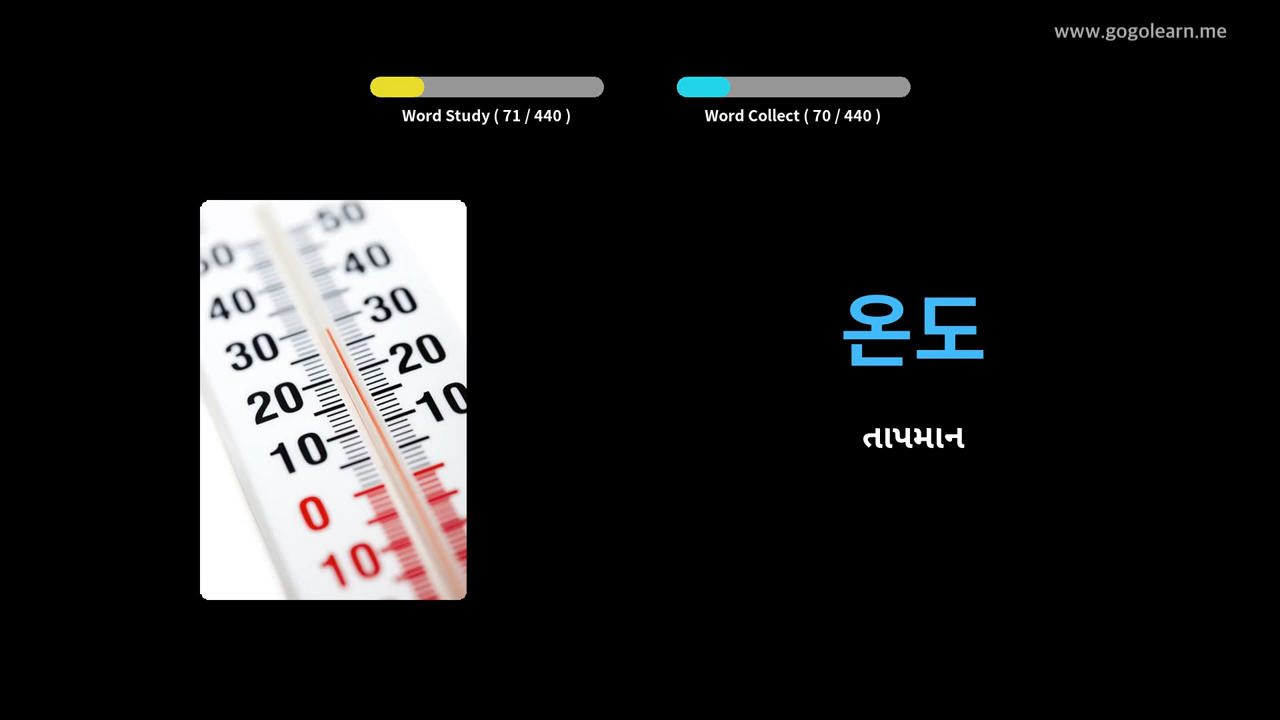 www.gogolearn.me
Word Study ( 71 / 440 )
Word Collect ( 70 / 440 )
50
40
30
20
10
40
30
20
10
0
10
온도
તાપમાન